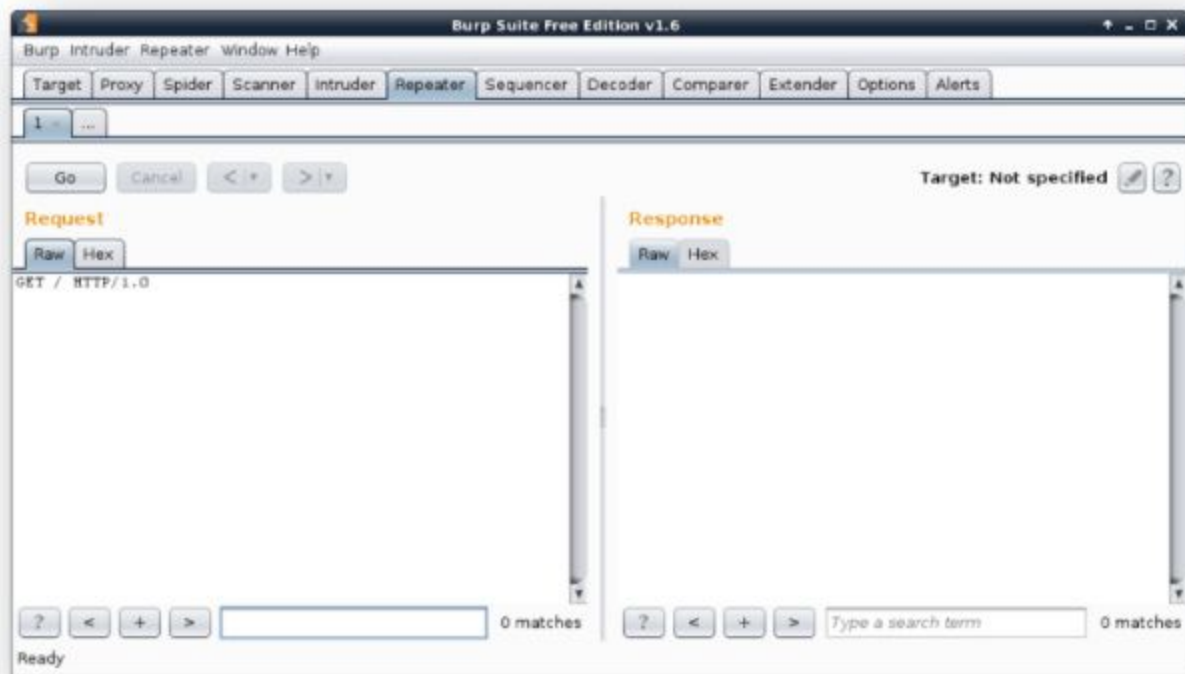 Burp Suite Free Edition v1.6
Burp Intruder Repeater Window Help
Target Proxy Spider Scanner Intruder Repeater Sequencer Decoder Comparer Extender Options Alerts
1 ...
Go Cancel < > Target: Not specified ?
Request Response
Raw Hex Raw Hex
GET / HTTP/1.0
? < + > 0 matches ? < + > Type a search term 0 matches
Ready